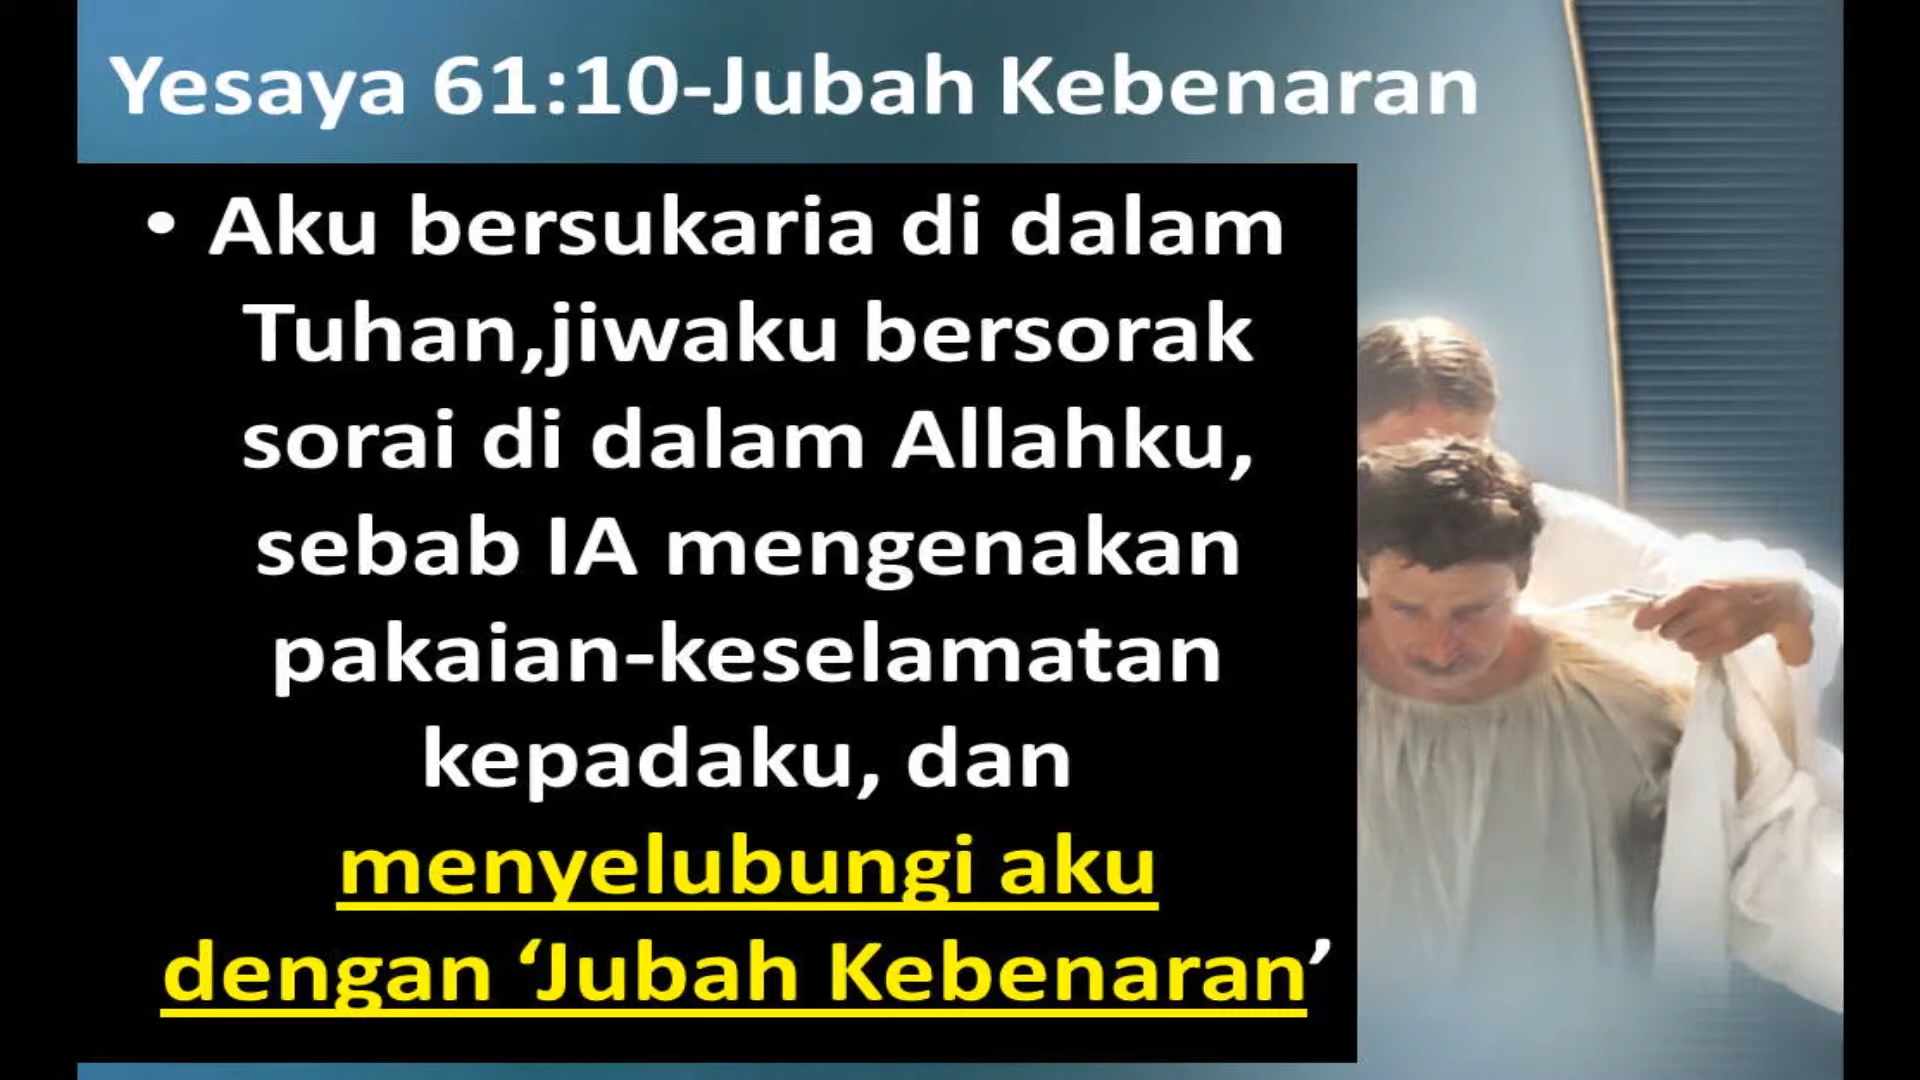 Yesaya 61:10-Jubah Kebenaran
• Aku bersukaria di dalam
Tuhan,jiwaku bersorak
sorai di dalam Allahku,
sebab IA mengenakan
pakaian-keselamatan
kepadaku, dan
menyelubungi aku
dengan ‘Jubah Kebenaran’